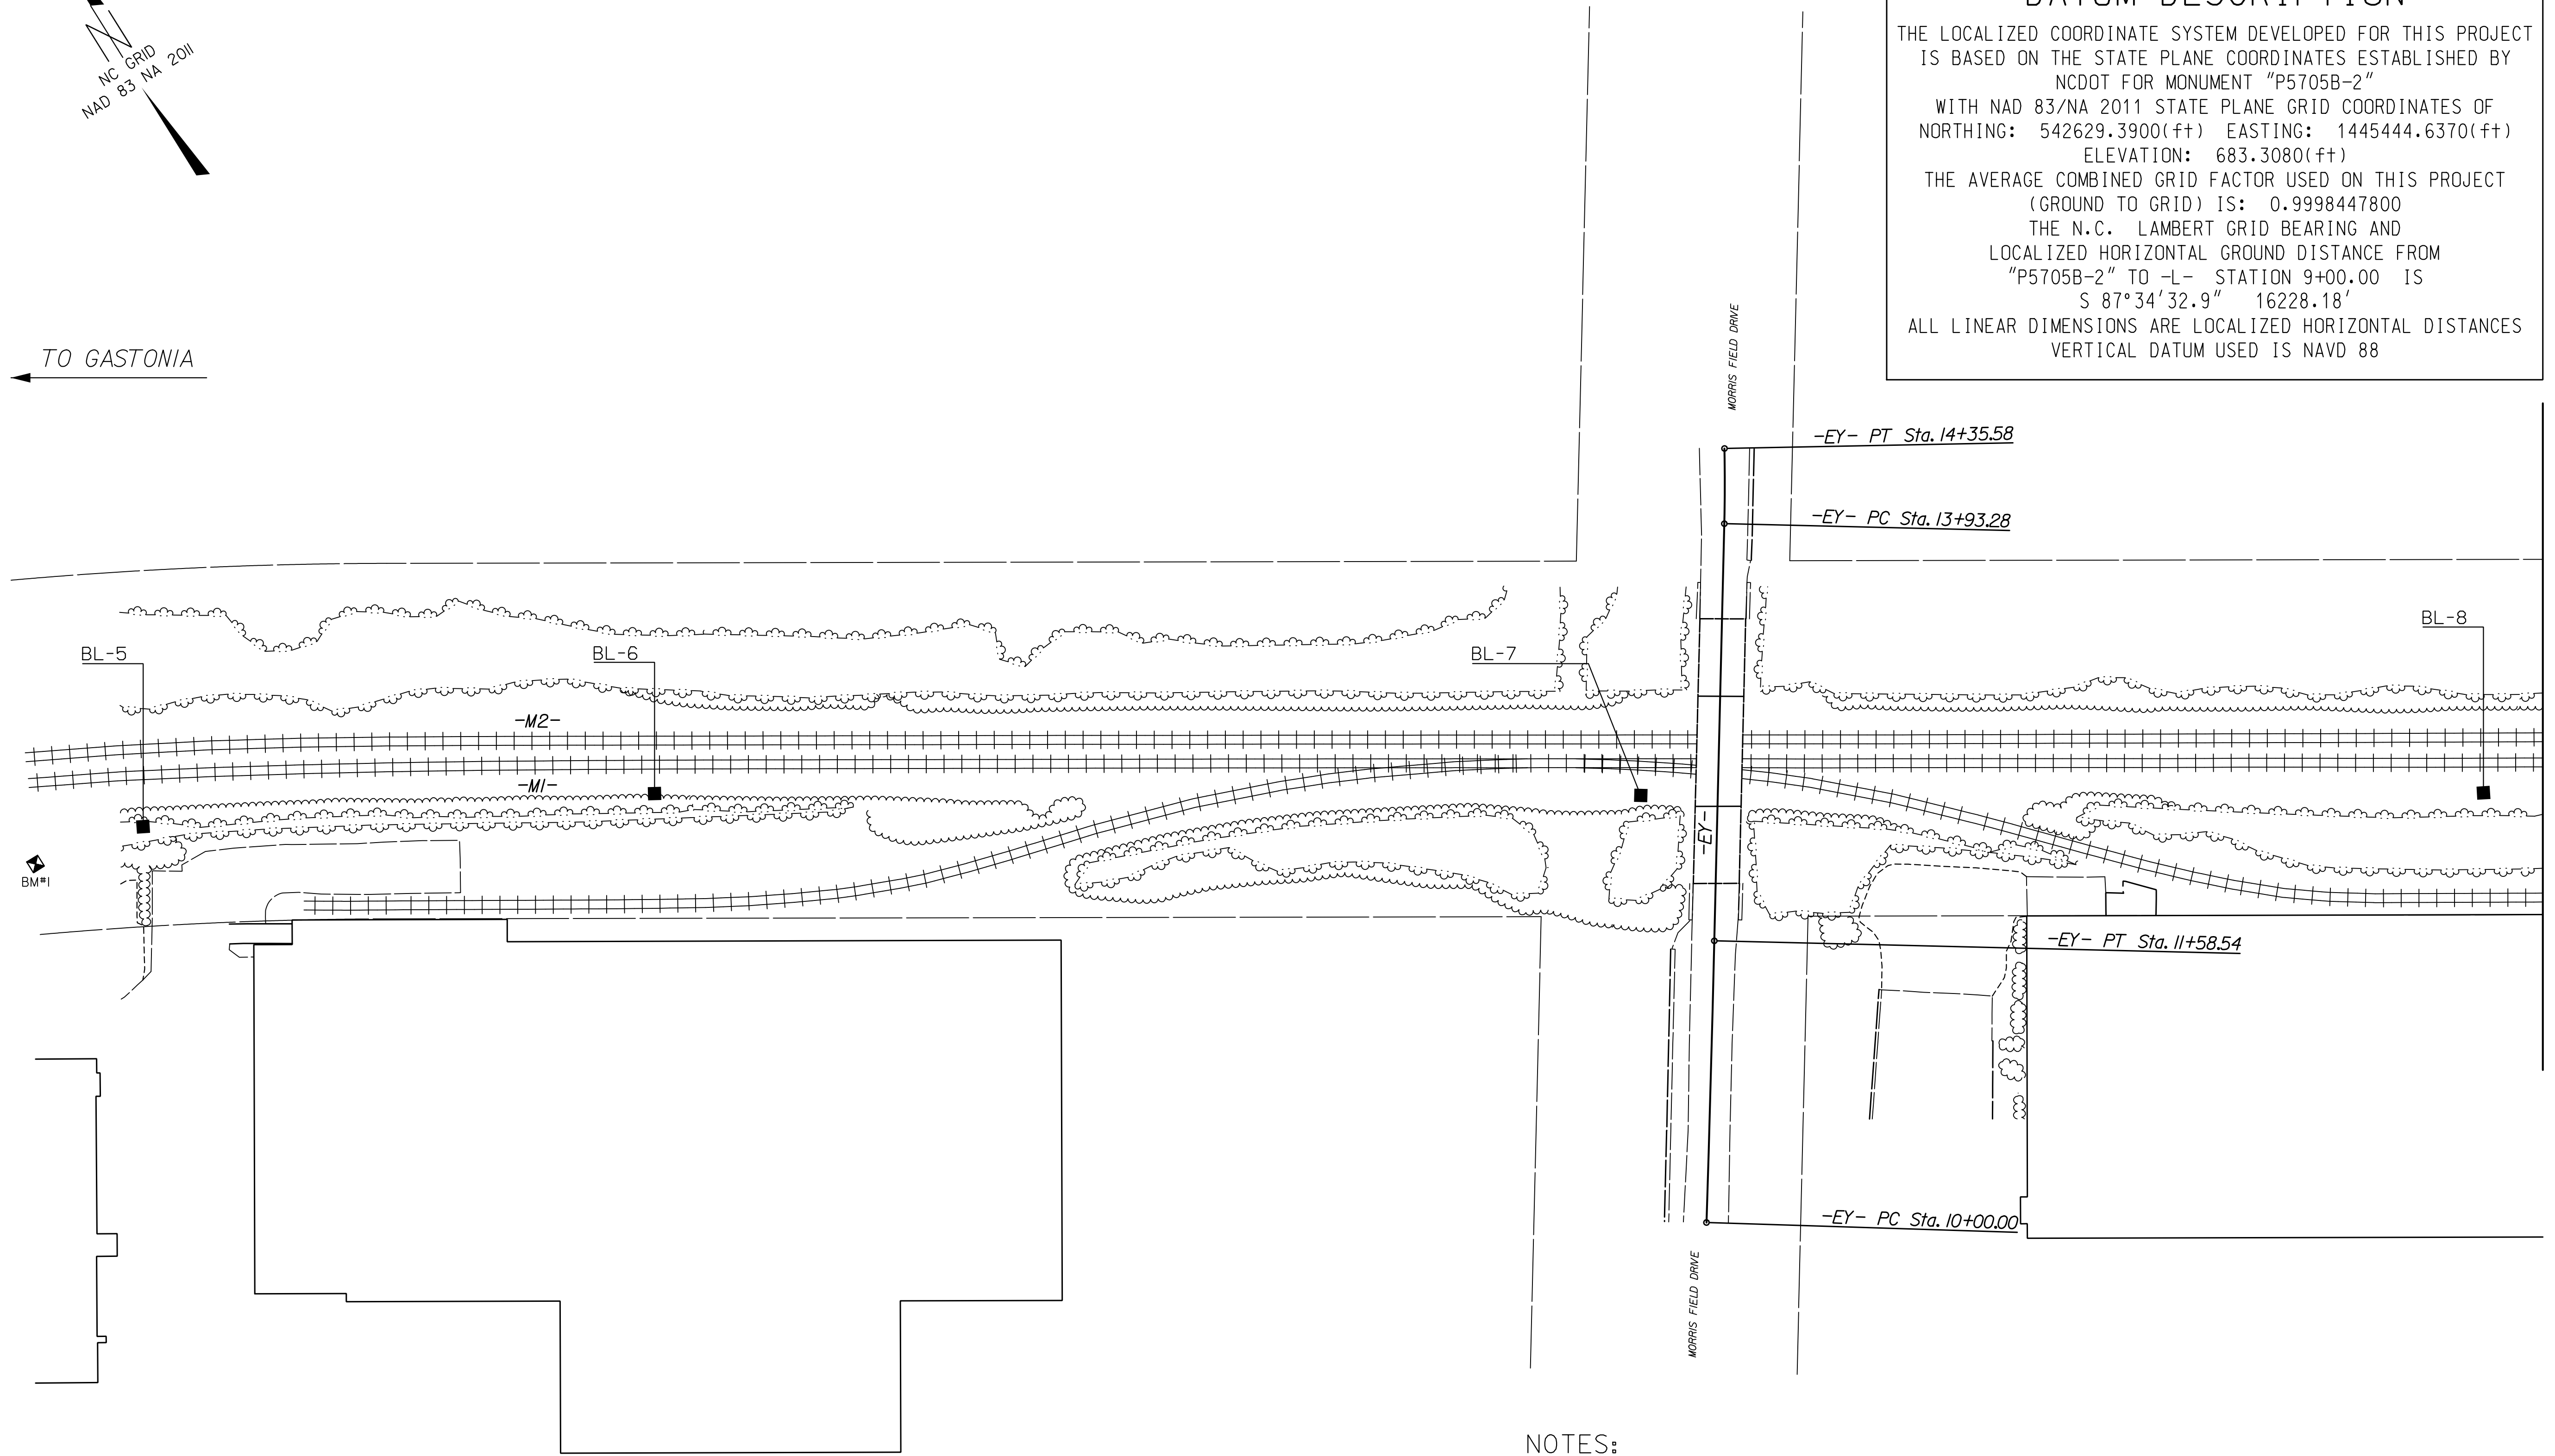 DATUM DESCRIPTION
THE LOCALIZED COORDINATE SYSTEM DEVELOPED FOR THIS PROJECT
IS BASED ON THE STATE PLANE COORDINATES ESTABLISHED BY
NCDOT FOR MONUMENT "P5705B-2"
WITH NAD 83/NA 2011 STATE PLANE GRID COORDINATES OF
NORTHING: 542629.3900(ft) EASTING: 1445444.6370(ft)
ELEVATION: 683.3080(ft)
THE AVERAGE COMBINED GRID FACTOR USED ON THIS PROJECT
(GROUND TO GRID) IS: 0.9998447800
THE N.C. LAMBERT GRID BEARING AND
LOCALIZED HORIZONTAL GROUND DISTANCE FROM
"P5705B-2" TO -L- STATION 9+00.00 IS
S 87°34'32.9" 16228.18'
ALL LINEAR DIMENSIONS ARE LOCALIZED HORIZONTAL DISTANCES
VERTICAL DATUM USED IS NAVD 88
N
NC GRID
NAD 83 NA 2011
TO GASTONIA
MORRIS FIELD DRIVE
-EY- PT Sta. 14+35.58
-EY- PC Sta. 13+93.28
BL-5
BL-6
BL-7
BL-8
-M2-
-M1-
-EY-
BM#1
-EY- PT Sta. 11+58.54
-EY- PC Sta. 10+00.00
MORRIS FIELD DRIVE
NOTES: